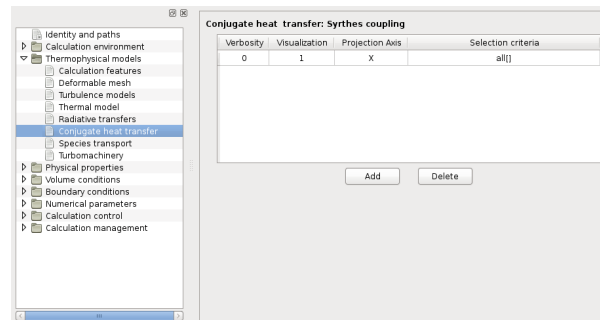 Identity and paths
Calculation environment
Thermophysical models
Calculation features
Deformable mesh
Turbulence models
Thermal model
Radiative transfers
Conjugate heat transfer
Species transport
Turbomachinery
Physical properties
Volume conditions
Boundary conditions
Numerical parameters
Calculation control
Calculation management
Conjugate heat transfer: Syrthes coupling
Verbosity Visualization Projection Axis Selection criteria
0 1 X all[]
Add Delete